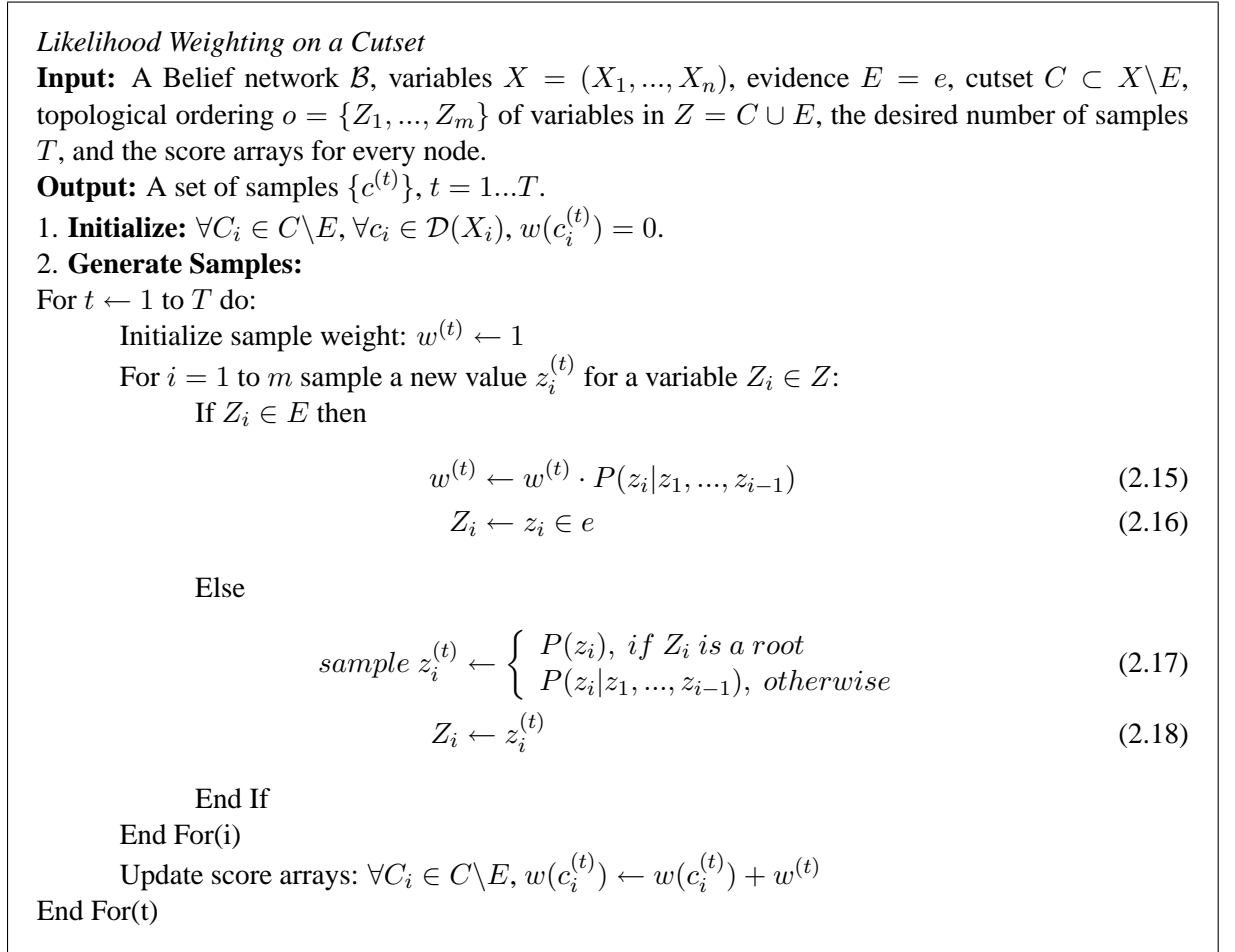 Likelihood Weighting on a Cutset
Input: A Belief network ℬ, variables X = (X₁, ..., Xₙ), evidence E = e, cutset C ⊂ X\E,
topological ordering o = {Z₁, ..., Zₘ} of variables in Z = C ∪ E, the desired number of samples
T, and the score arrays for every node.
Output: A set of samples {c⁽ᵗ⁾}, t = 1...T.
1. Initialize: ∀Cᵢ ∈ C\E, ∀cᵢ ∈ 𝒟(Xᵢ), w(cᵢ⁽ᵗ⁾) = 0.
2. Generate Samples:
For t ← 1 to T do:
Initialize sample weight: w⁽ᵗ⁾ ← 1
For i = 1 to m sample a new value zᵢ⁽ᵗ⁾ for a variable Zᵢ ∈ Z:
If Zᵢ ∈ E then
w⁽ᵗ⁾ ← w⁽ᵗ⁾ · P(zᵢ|z₁, ..., zᵢ₋₁) (2.15)
Zᵢ ← zᵢ ∈ e (2.16)
Else
sample zᵢ⁽ᵗ⁾ ← { P(zᵢ), if Zᵢ is a root
P(zᵢ|z₁, ..., zᵢ₋₁), otherwise (2.17)
Zᵢ ← zᵢ⁽ᵗ⁾ (2.18)
End If
End For(i)
Update score arrays: ∀Cᵢ ∈ C\E, w(cᵢ⁽ᵗ⁾) ← w(cᵢ⁽ᵗ⁾) + w⁽ᵗ⁾
End For(t)